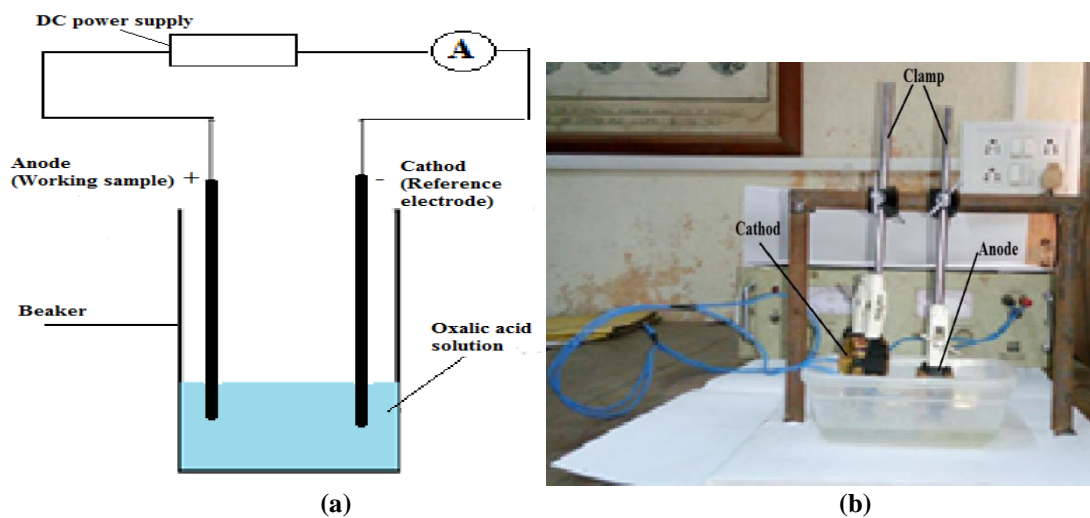 DC power supply
A
Anode
(Working sample)
+
-
Cathod
(Reference
electrode)
Beaker
Oxalic acid
solution
(a)
Clamp
Cathod
Anode
(b)